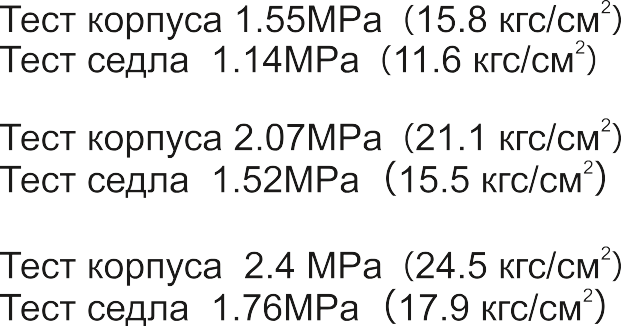 Тест корпуса 1.55MPa (15.8 кгс/см²)
Тест седла 1.14MPa (11.6 кгс/см²)
Тест корпуса 2.07MPa (21.1 кгс/см²)
Тест седла 1.52MPa (15.5 кгс/см²)
Тест корпуса 2.4 MPa (24.5 кгс/см²)
Тест седла 1.76MPa (17.9 кгс/см²)